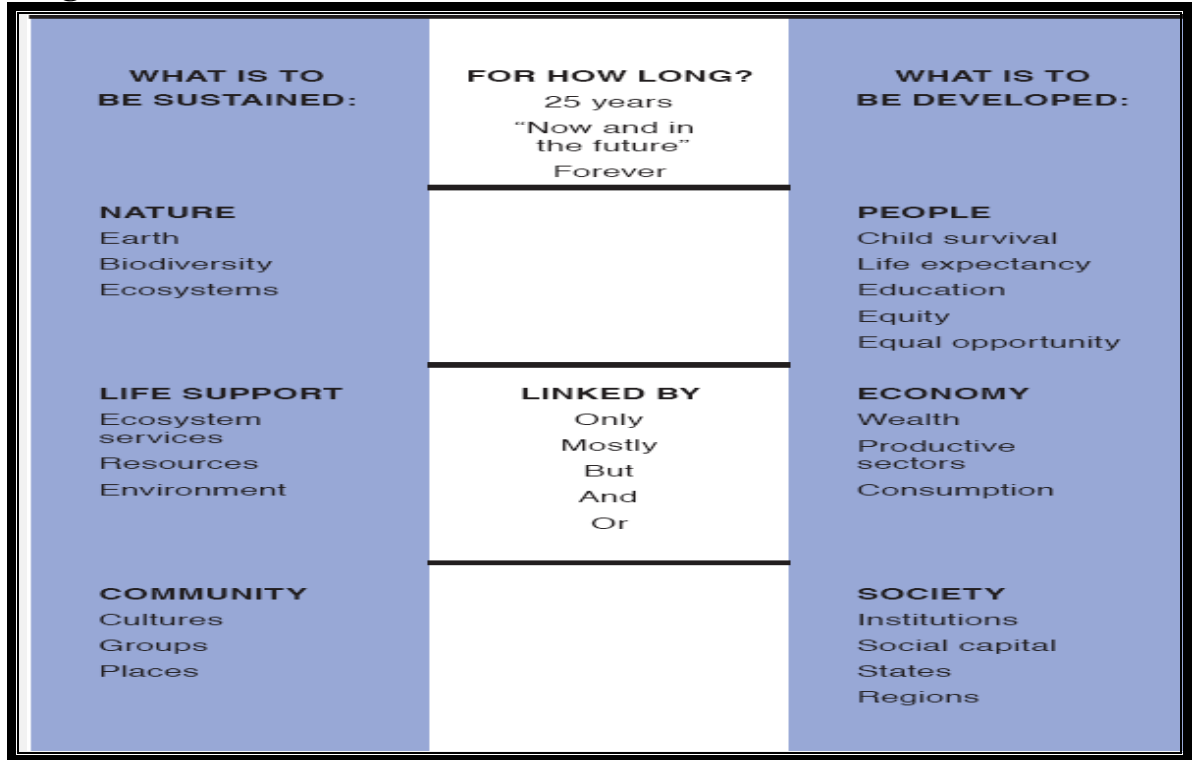 WHAT IS TO
BE SUSTAINED:
NATURE
Earth
Biodiversity
Ecosystems
LIFE SUPPORT
Ecosystem
services
Resources
Environment
COMMUNITY
Cultures
Groups
Places
FOR HOW LONG?
25 years
“Now and in
the future”
Forever
LINKED BY
Only
Mostly
But
And
Or
WHAT IS TO
BE DEVELOPED:
PEOPLE
Child survival
Life expectancy
Education
Equity
Equal opportunity
ECONOMY
Wealth
Productive
sectors
Consumption
SOCIETY
Institutions
Social capital
States
Regions